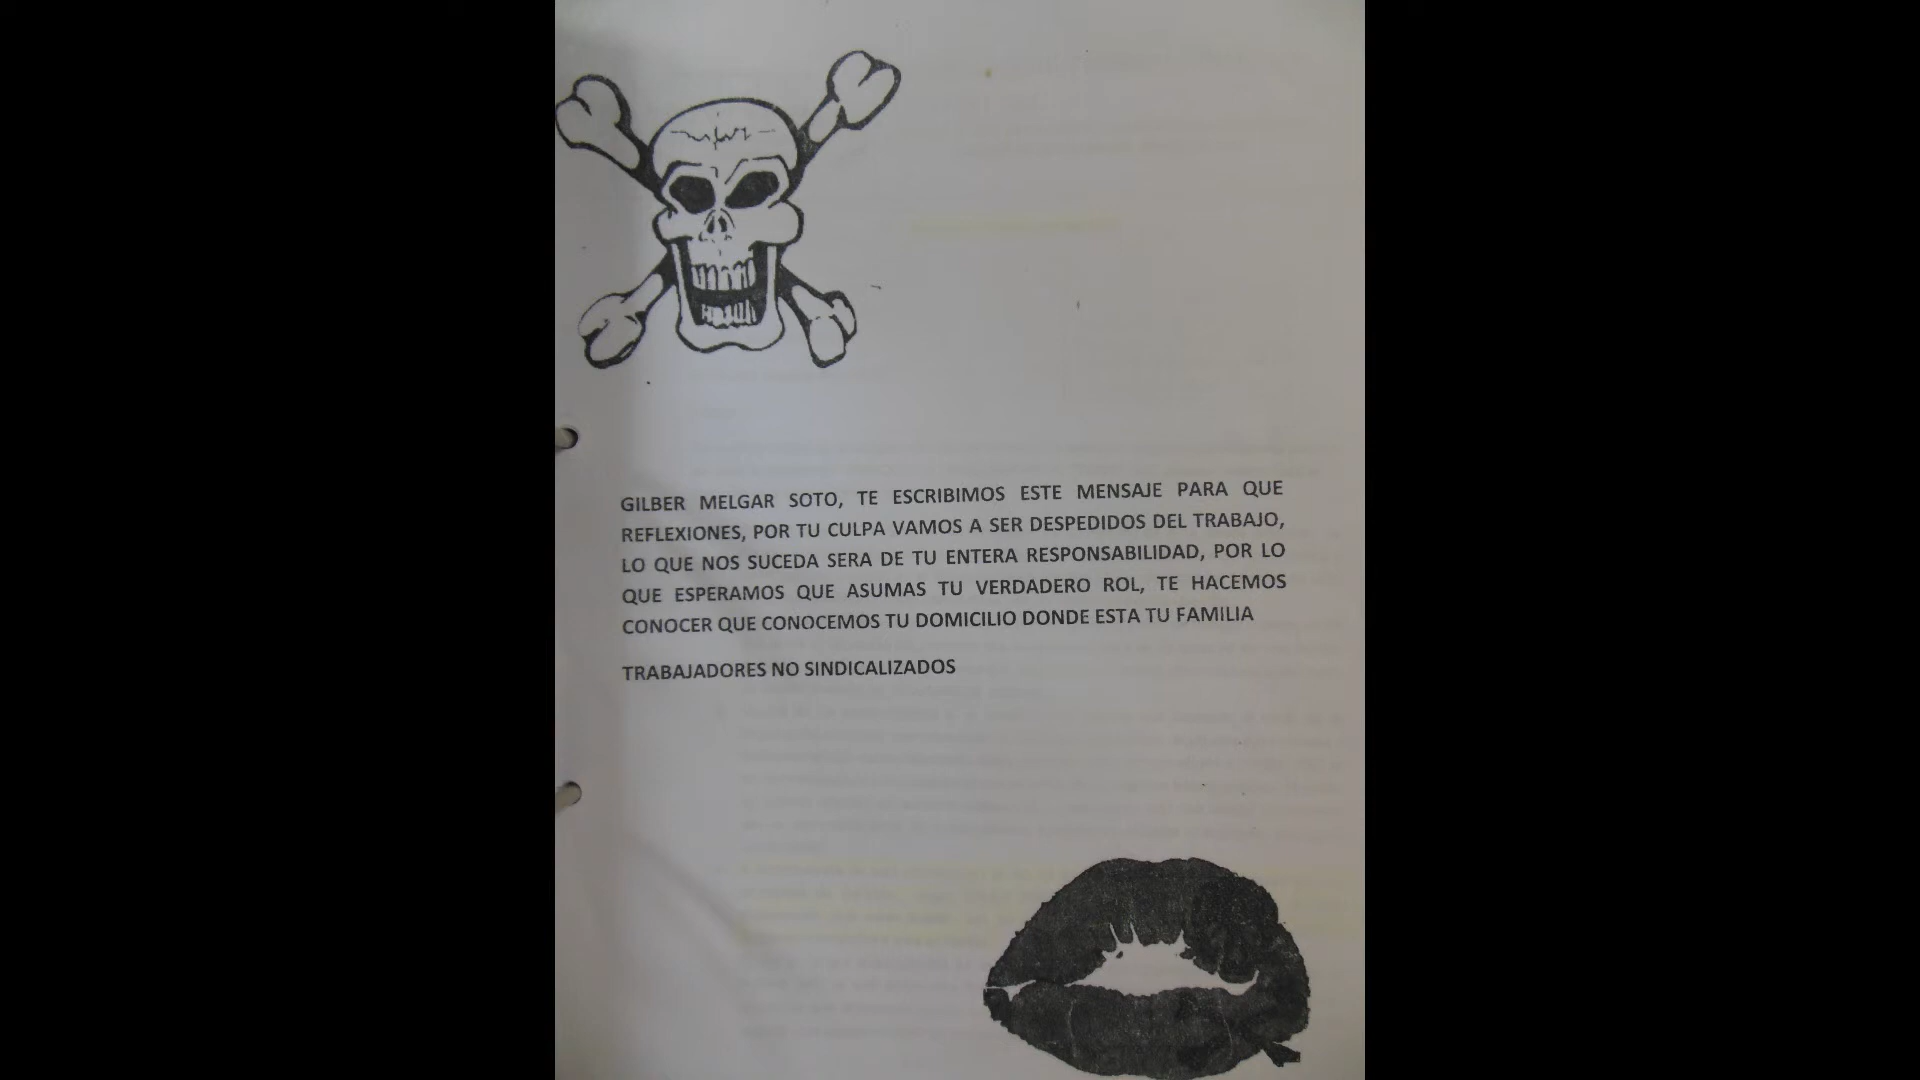 GILBER MELGAR SOTO, TE ESCRIBIMOS ESTE MENSAJE PARA QUE
REFLEXIONES, POR TU CULPA VAMOS A SER DESPEDIDOS DEL TRABAJO,
LO QUE NOS SUCEDA SERA DE TU ENTERA RESPONSABILIDAD, POR LO
QUE ESPERAMOS QUE ASUMAS TU VERDADERO ROL, TE HACEMOS
CONOCER QUE CONOCEMOS TU DOMICILIO DONDE ESTA TU FAMILIA
TRABAJADORES NO SINDICALIZADOS